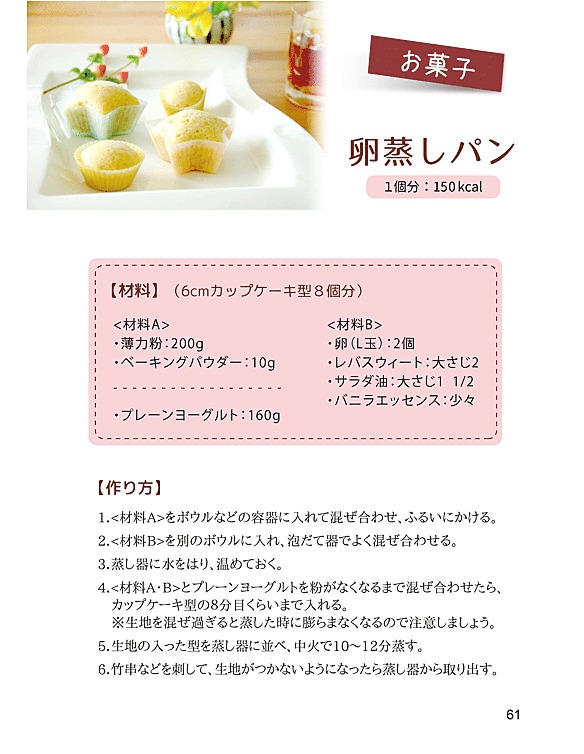 お菓子
卵蒸しパン
1個分：150kcal
【材料】（6cmカップケーキ型８個分）
<材料A>
・薄力粉：200g
・ベーキングパウダー：10g
- - - - - - - - - - - - - - - - - -
・プレーンヨーグルト：160g
<材料B>
・卵（L玉）：2個
・レバスウィート：大さじ2
・サラダ油：大さじ1 1/2
・バニラエッセンス：少々
【作り方】
1.<材料A>をボウルなどの容器に入れて混ぜ合わせ、ふるいにかける。
2.<材料B>を別のボウルに入れ、泡だて器でよく混ぜ合わせる。
3.蒸し器に水をはり、温めておく。
4.<材料A・B>とプレーンヨーグルトを粉がなくなるまで混ぜ合わせたら、
カップケーキ型の8分目くらいまで入れる。
※生地を混ぜ過ぎると蒸した時に膨らまなくなるので注意しましょう。
5.生地の入った型を蒸し器に並べ、中火で10～12分蒸す。
6.竹串などを刺して、生地がつかないようになったら蒸し器から取り出す。
61